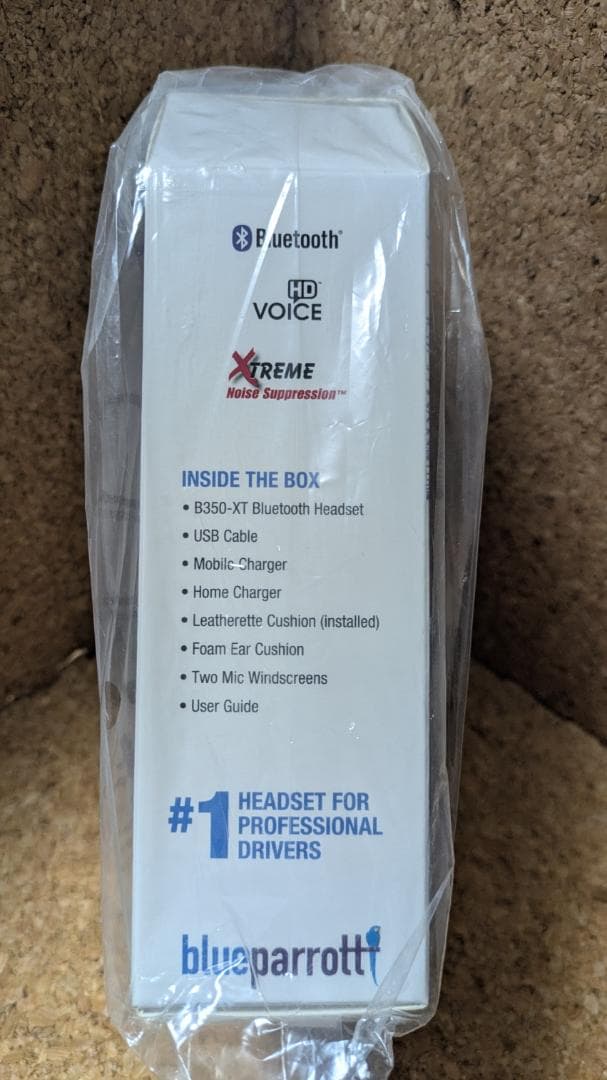 Bluetooth®
HD™
VOICE
XTREME
Noise Suppression™
INSIDE THE BOX
• B350-XT Bluetooth Headset
• USB Cable
• Mobile Charger
• Home Charger
• Leatherette Cushion (installed)
• Foam Ear Cushion
• Two Mic Windscreens
• User Guide
#1 HEADSET FOR
PROFESSIONAL
DRIVERS
blueparrott